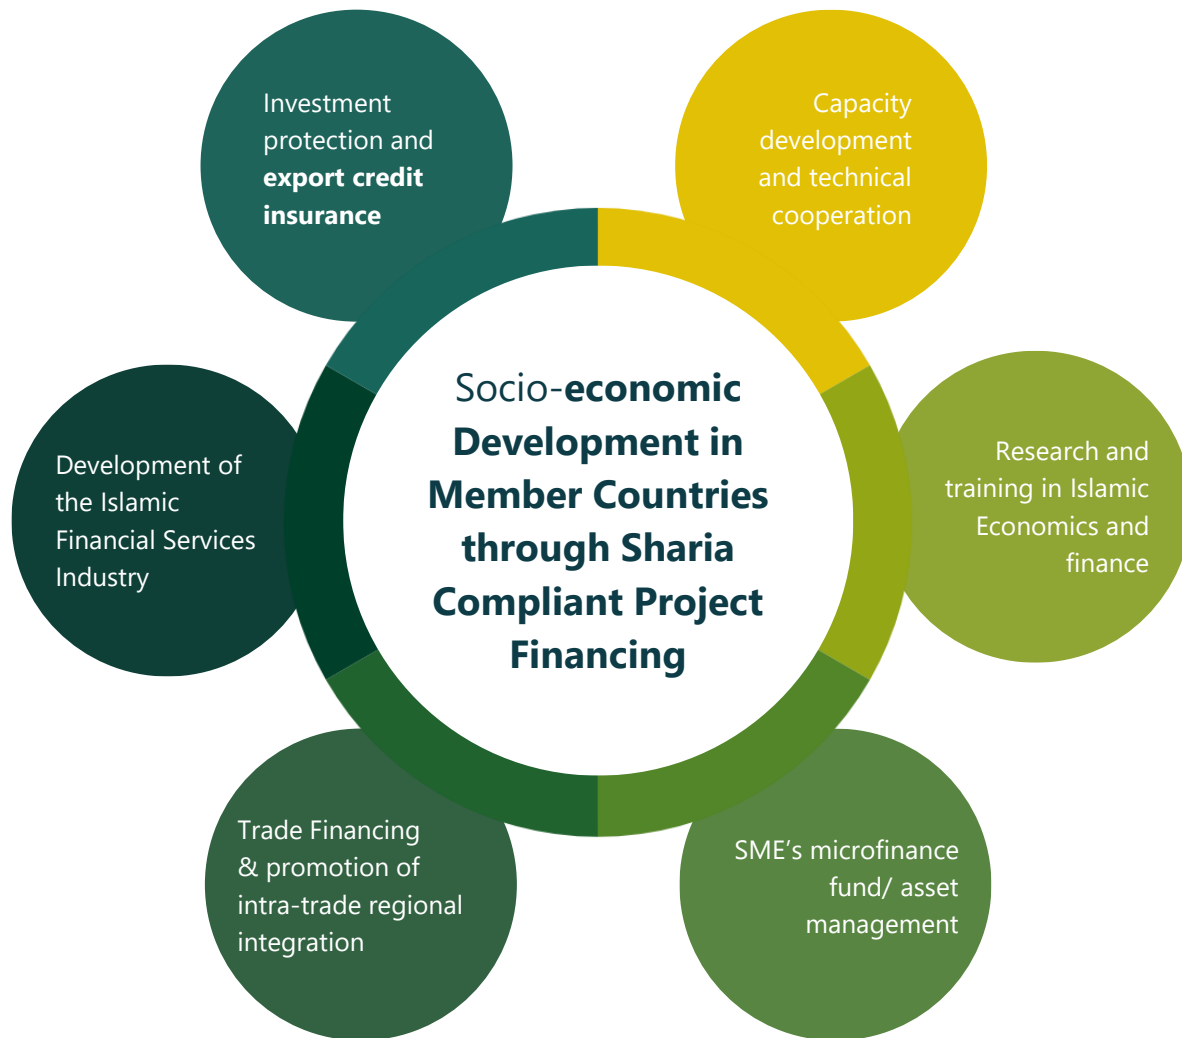 Investment
protection and
export credit
insurance
Capacity
development
and technical
cooperation
Socio-economic
Development in
Member Countries
through Sharia
Compliant Project
Financing
Development of
the Islamic
Financial Services
Industry
Research and
training in Islamic
Economics and
finance
Trade Financing
& promotion of
intra-trade regional
integration
SME's microfinance
fund/ asset
management